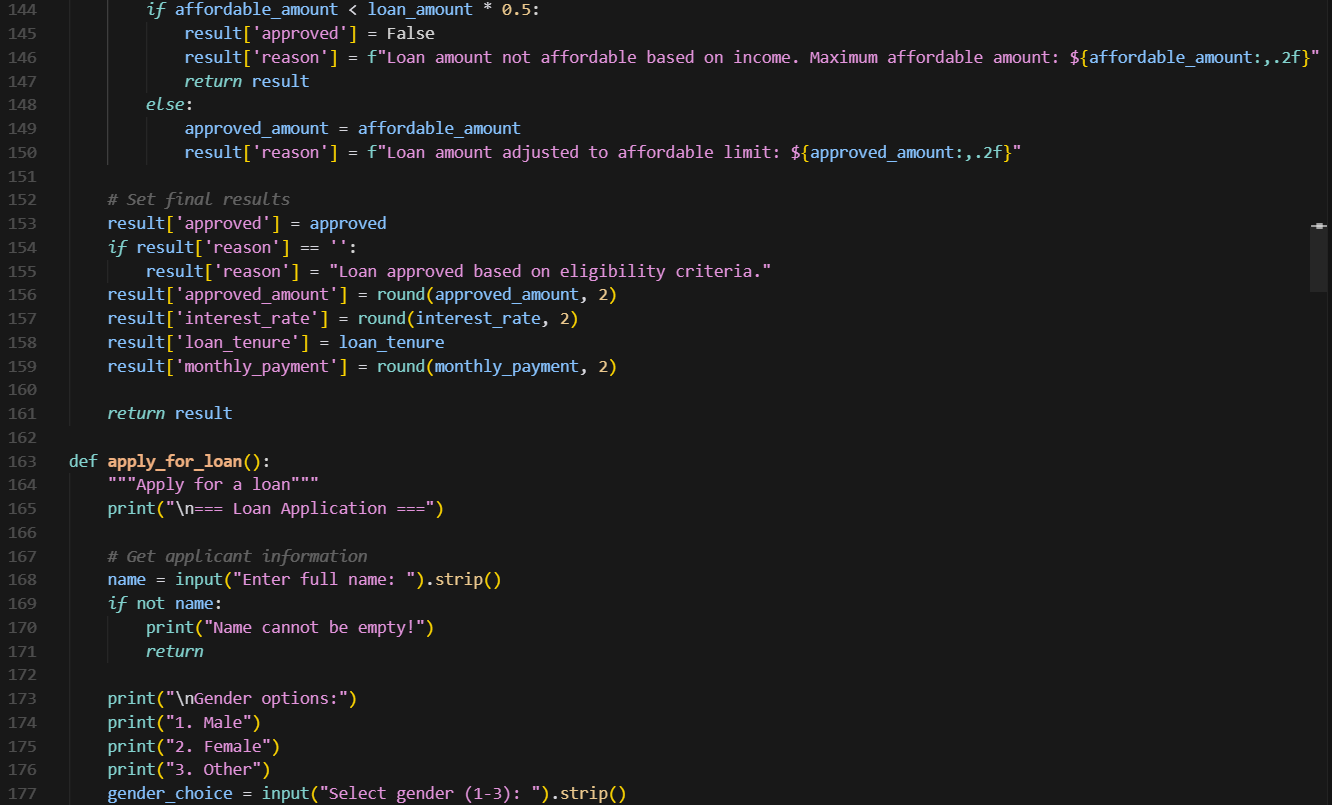 144 if affordable_amount < loan_amount * 0.5:
145 result['approved'] = False
146 result['reason'] = f"Loan amount not affordable based on income. Maximum affordable amount: ${affordable_amount:,.2f}"
147 return result
148 else:
149 approved_amount = affordable_amount
150 result['reason'] = f"Loan amount adjusted to affordable limit: ${approved_amount:,.2f}"
151
152 # Set final results
153 result['approved'] = approved
154 if result['reason'] == '':
155 result['reason'] = "Loan approved based on eligibility criteria."
156 result['approved_amount'] = round(approved_amount, 2)
157 result['interest_rate'] = round(interest_rate, 2)
158 result['loan_tenure'] = loan_tenure
159 result['monthly_payment'] = round(monthly_payment, 2)
160
161 return result
162
163 def apply_for_loan():
164 """Apply for a loan"""
165 print("\n=== Loan Application ===")
166
167 # Get applicant information
168 name = input("Enter full name: ").strip()
169 if not name:
170 print("Name cannot be empty!")
171 return
172
173 print("\nGender options:")
174 print("1. Male")
175 print("2. Female")
176 print("3. Other")
177 gender_choice = input("Select gender (1-3): ").strip()